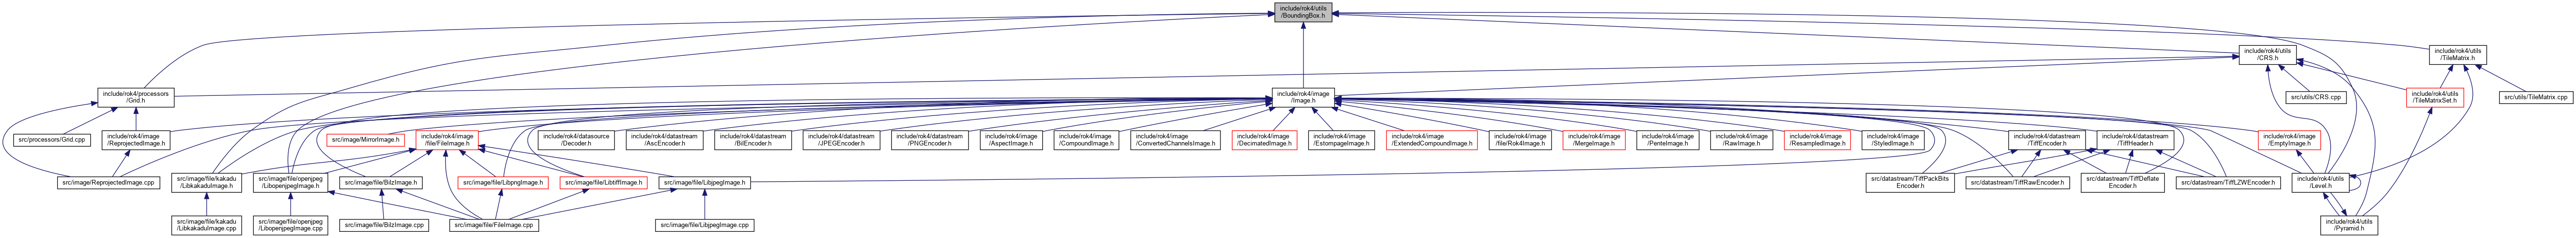 include/rok4/utils
/BoundingBox.h
include/rok4/utils
/CRS.h
include/rok4/utils
/TileMatrix.h
include/rok4/processors
/Grid.h
include/rok4/image
/Image.h
src/utils/CRS.cpp
include/rok4/utils
/TileMatrixSet.h
src/utils/TileMatrix.cpp
src/processors/Grid.cpp
include/rok4/image
/ReprojectedImage.h
src/image/MirrorImage.h
include/rok4/image
/file/FileImage.h
include/rok4/datasource
/Decoder.h
include/rok4/datastream
/AscEncoder.h
include/rok4/datastream
/BilEncoder.h
include/rok4/datastream
/JPEGEncoder.h
include/rok4/datastream
/PNGEncoder.h
include/rok4/image
/AspectImage.h
include/rok4/image
/CompoundImage.h
include/rok4/image
/ConvertedChannelsImage.h
include/rok4/image
/DecimatedImage.h
include/rok4/image
/EstompageImage.h
include/rok4/image
/ExtendedCompoundImage.h
include/rok4/image
/file/Rok4Image.h
include/rok4/image
/MergeImage.h
include/rok4/image
/PenteImage.h
include/rok4/image
/RawImage.h
include/rok4/image
/ResampledImage.h
include/rok4/image
/StyledImage.h
include/rok4/datastream
/TiffEncoder.h
include/rok4/datastream
/TiffHeader.h
include/rok4/image
/EmptyImage.h
src/image/ReprojectedImage.cpp
src/image/file/kakadu
/LibkakaduImage.h
src/image/file/openjpeg
/LibopenjpegImage.h
src/image/file/BilzImage.h
src/image/file/LibpngImage.h
src/image/file/LibtiffImage.h
src/image/file/LibjpegImage.h
src/datastream/TiffPackBits
Encoder.h
src/datastream/TiffRawEncoder.h
src/datastream/TiffDeflate
Encoder.h
src/datastream/TiffLZWEncoder.h
include/rok4/utils
/Level.h
src/image/file/kakadu
/LibkakaduImage.cpp
src/image/file/openjpeg
/LibopenjpegImage.cpp
src/image/file/BilzImage.cpp
src/image/file/FileImage.cpp
src/image/file/LibjpegImage.cpp
include/rok4/utils
/Pyramid.h